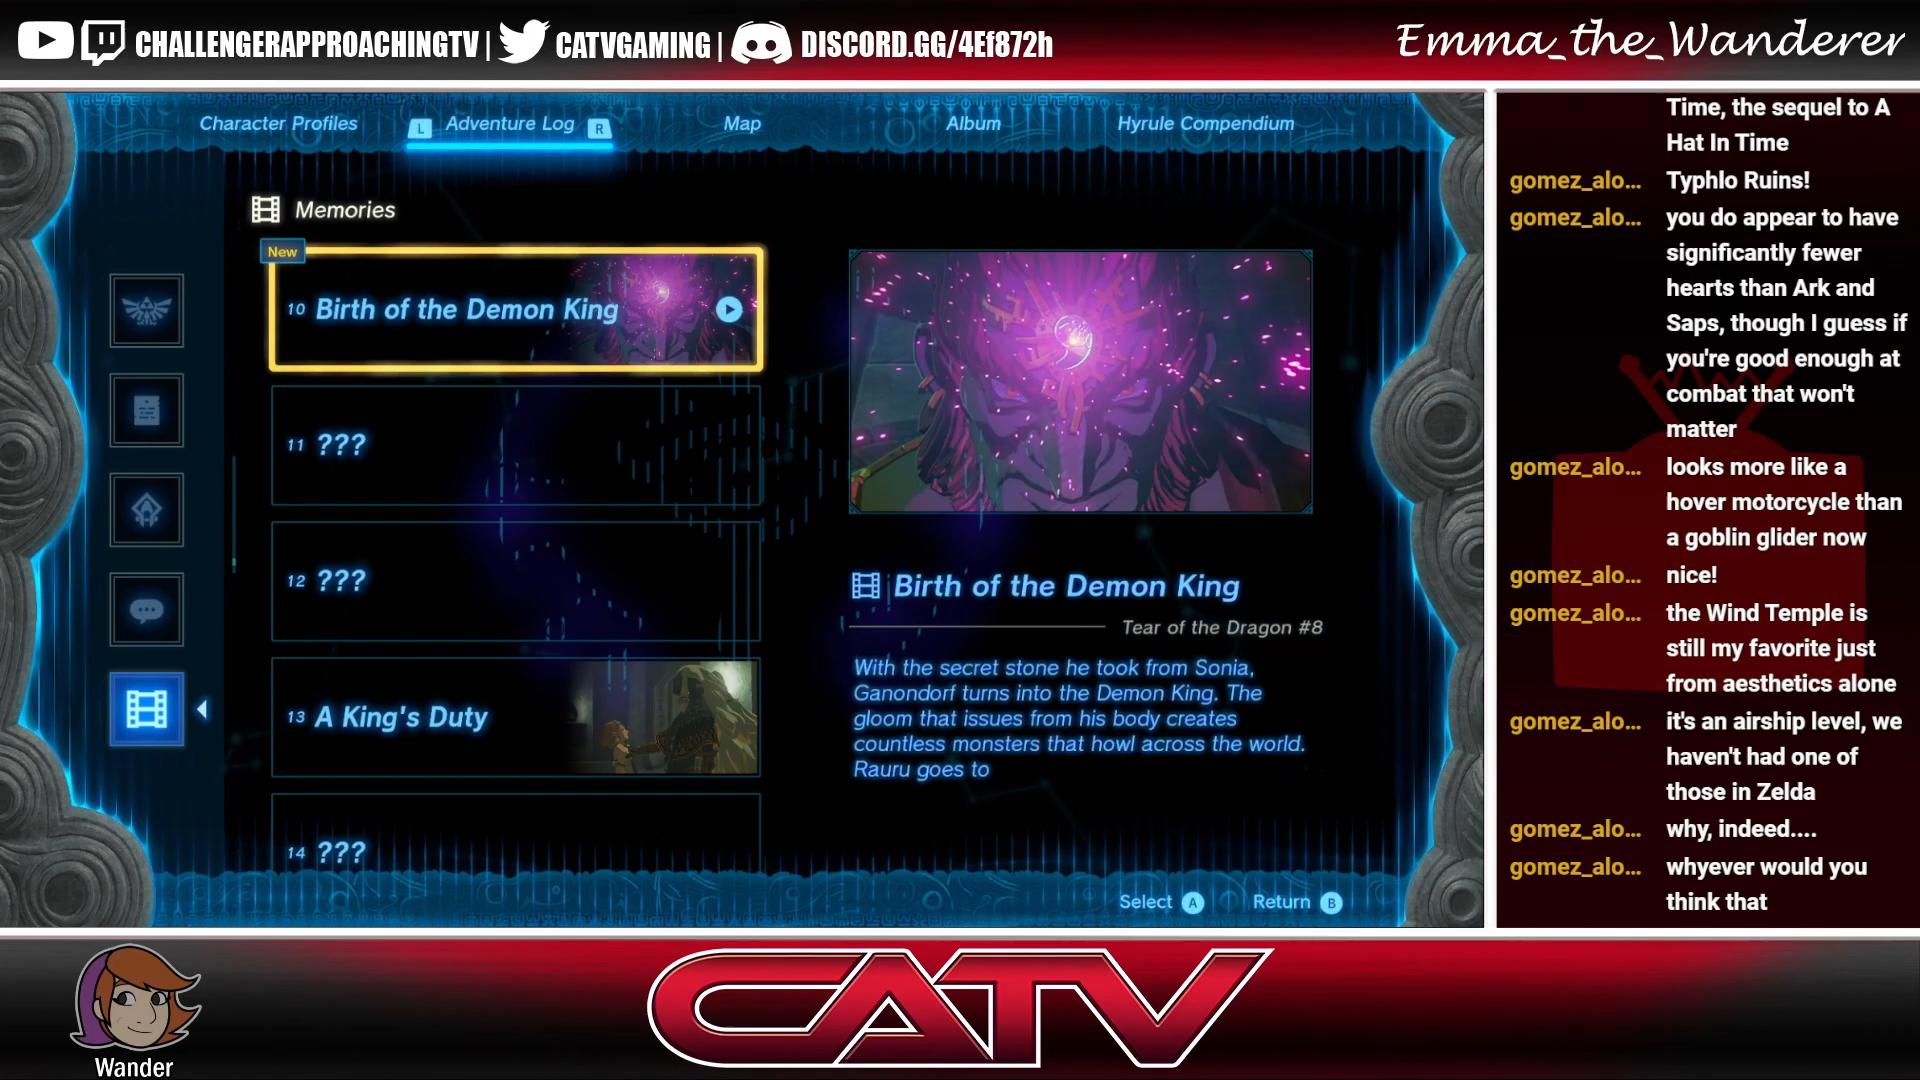 CHALLENGERAPPROACHINGTV | CATVGAMING | DISCORD.GG/4Ef872h
Emma_the_Wanderer
Character Profiles
L Adventure Log R
Map
Album
Hyrule Compendium
Memories
New
10 Birth of the Demon King
11 ???
12 ???
13 A King's Duty
14 ???
Birth of the Demon King
Tear of the Dragon #8
With the secret stone he took from Sonia,
Ganondorf turns into the Demon King. The
gloom that issues from his body creates
countless monsters that howl across the world.
Rauru goes to
Select A
Return B
Time, the sequel to A
Hat In Time
gomez_alo... Typhlo Ruins!
gomez_alo... you do appear to have
significantly fewer
hearts than Ark and
Saps, though I guess if
you're good enough at
combat that won't
matter
gomez_alo... looks more like a
hover motorcycle than
a goblin glider now
gomez_alo... nice!
gomez_alo... the Wind Temple is
still my favorite just
from aesthetics alone
gomez_alo... it's an airship level, we
haven't had one of
those in Zelda
gomez_alo... why, indeed....
gomez_alo... whyever would you
think that
Wander
CATV